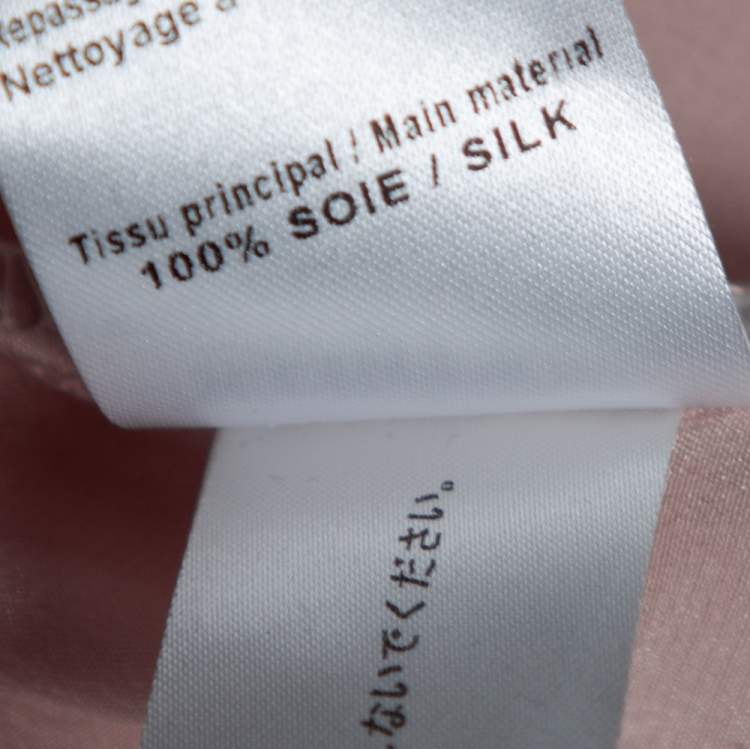 Nettoyage à
Tissu principal / Main material
100% SOIE / SILK
ないでください。